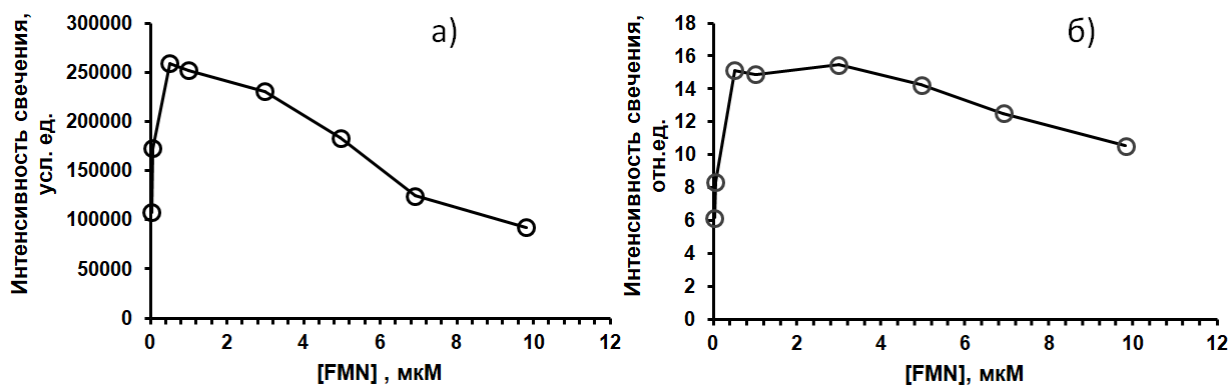 а)
Интенсивность свечения,
усл. ед.
300000
250000
200000
150000
100000
50000
0
0 2 4 6 8 10 12
[FMN] , мкМ
б)
Интенсивность свечения,
отн.ед.
18
16
14
12
10
8
6
4
2
0
0 2 4 6 8 10 12
[FMN], мкМ